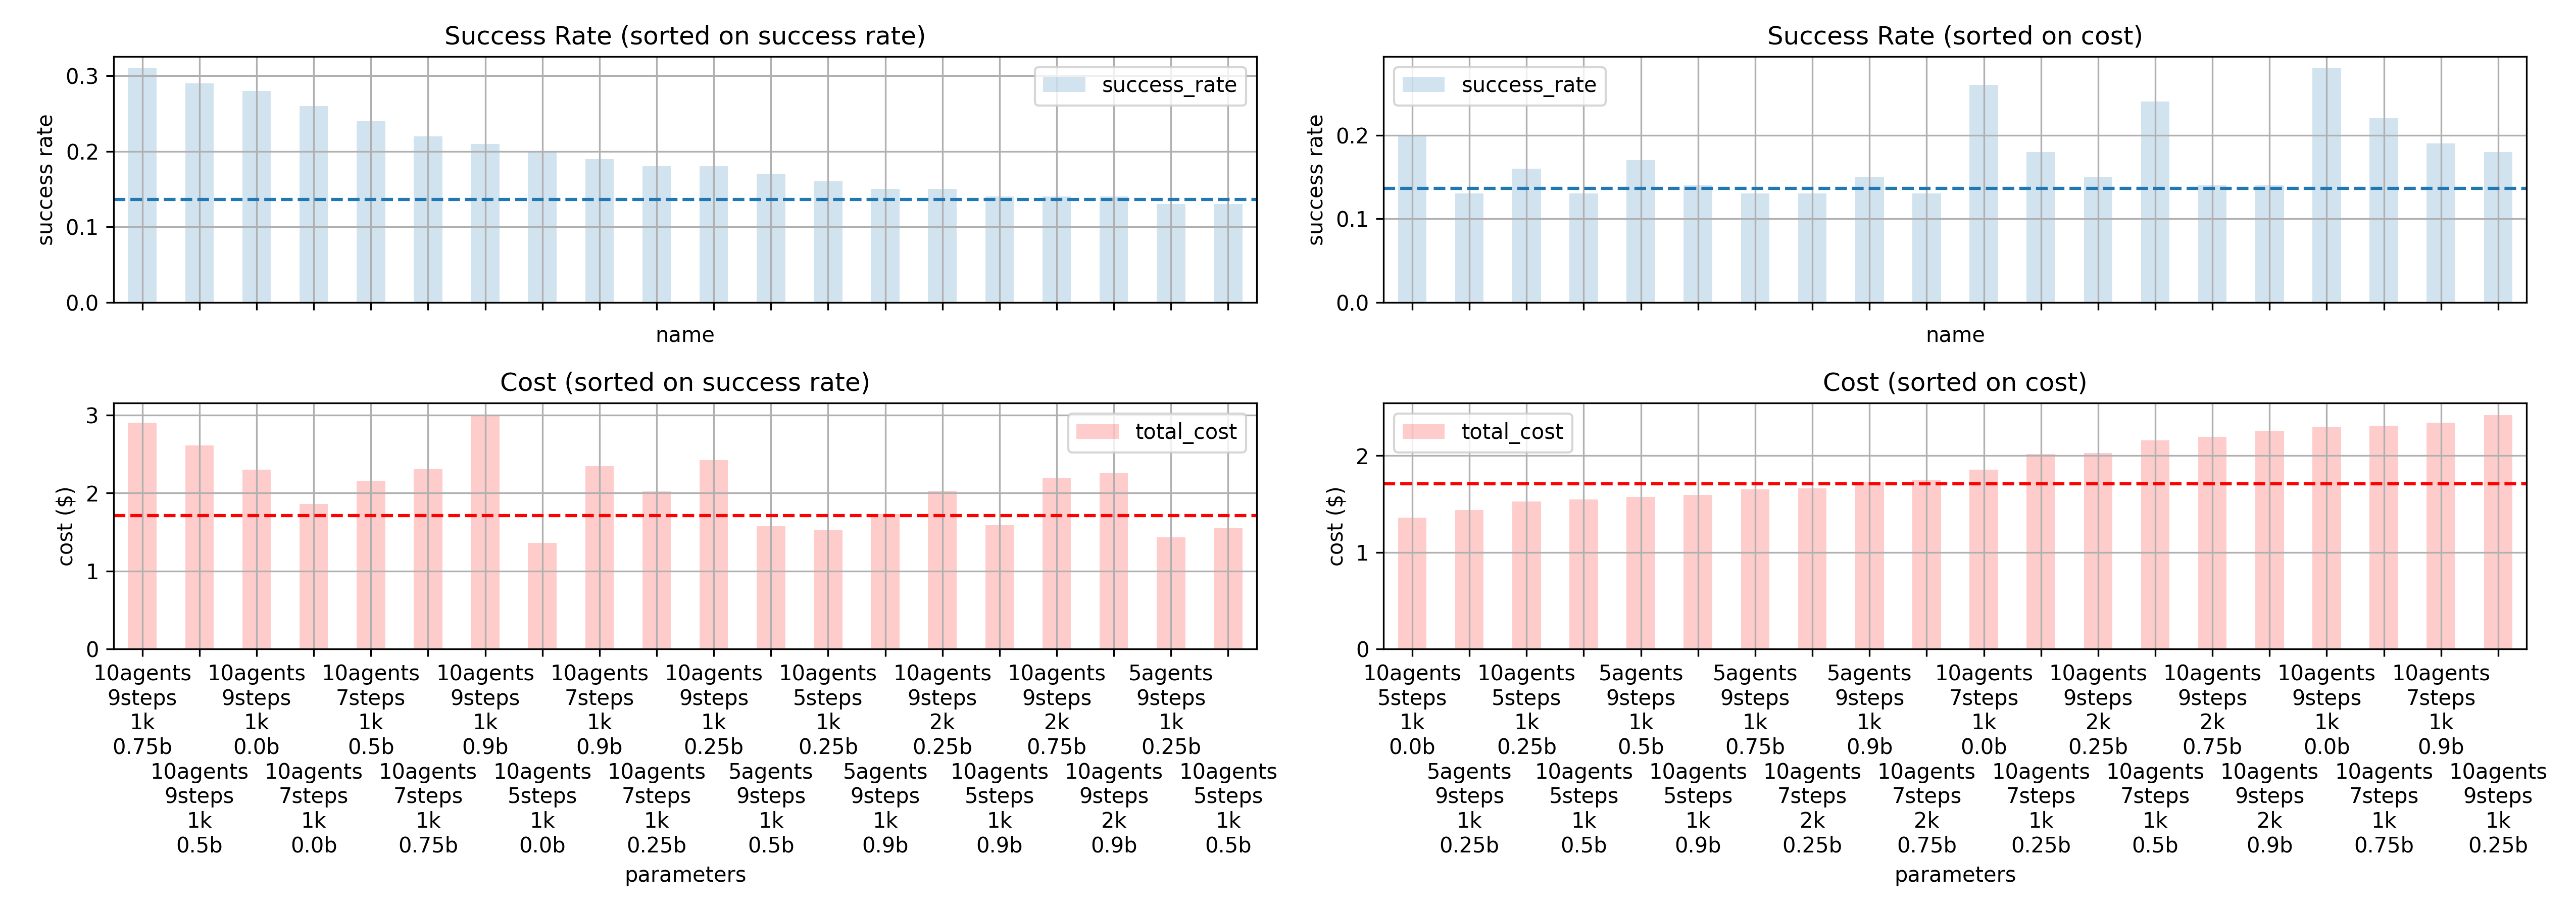 Success Rate (sorted on success rate)
success rate
0.3
0.2
0.1
0.0
success_rate
name
Success Rate (sorted on cost)
success rate
0.2
0.1
0.0
success_rate
name
Cost (sorted on success rate)
cost ($)
3
2
1
0
total_cost
10agents 10agents 10agents 10agents 10agents 10agents 10agents 10agents 10agents 5agents
9steps 9steps 7steps 9steps 7steps 9steps 5steps 9steps 9steps 9steps
1k 1k 1k 1k 1k 1k 1k 2k 2k 1k
0.75b 0.0b 0.5b 0.9b 0.9b 0.25b 0.25b 0.25b 0.75b 0.25b
10agents 10agents 10agents 10agents 10agents 5agents 5agents 10agents 10agents 10agents
9steps 7steps 7steps 5steps 7steps 9steps 9steps 5steps 9steps 5steps
1k 1k 1k 1k 1k 1k 1k 1k 2k 1k
0.5b 0.0b 0.75b 0.0b 0.25b 0.5b 0.9b 0.9b 0.9b 0.5b
parameters
Cost (sorted on cost)
cost ($)
2
1
0
total_cost
10agents 10agents 5agents 5agents 5agents 10agents 10agents 10agents 10agents 10agents
5steps 5steps 9steps 9steps 9steps 7steps 9steps 9steps 9steps 7steps
1k 1k 1k 1k 1k 1k 2k 2k 1k 1k
0.0b 0.25b 0.5b 0.75b 0.9b 0.0b 0.25b 0.75b 0.0b 0.9b
5agents 10agents 10agents 10agents 10agents 10agents 10agents 10agents 10agents 10agents
9steps 5steps 5steps 7steps 7steps 7steps 7steps 9steps 7steps 9steps
1k 1k 1k 2k 2k 1k 1k 2k 1k 1k
0.25b 0.5b 0.9b 0.25b 0.75b 0.25b 0.5b 0.9b 0.75b 0.25b
parameters